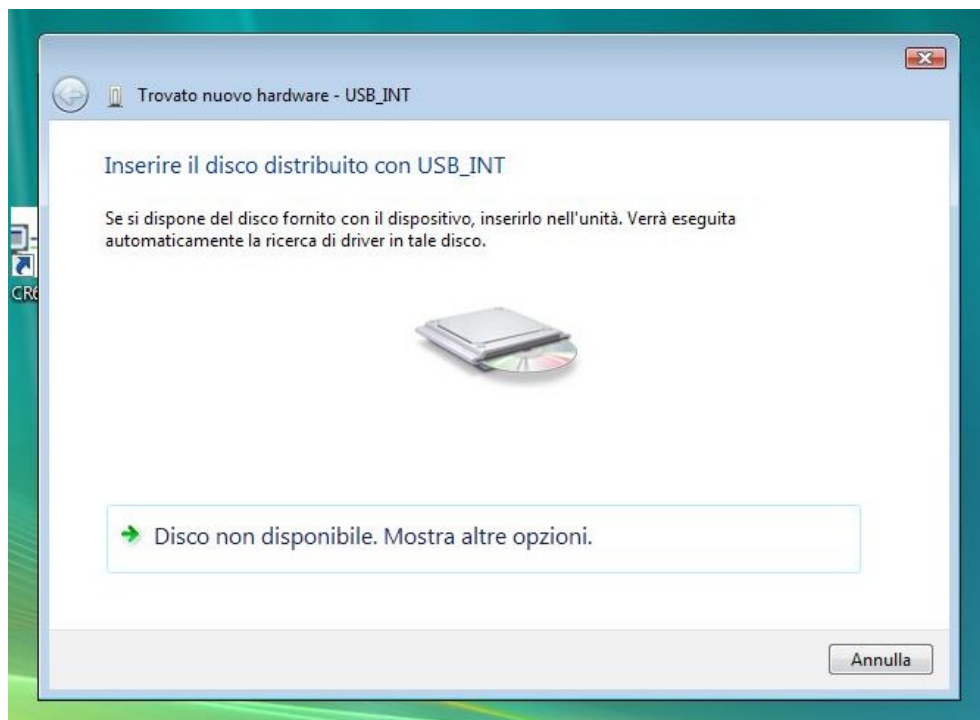 Trovato nuovo hardware - USB_INT
Inserire il disco distribuito con USB_INT
Se si dispone del disco fornito con il dispositivo, inserirlo nell'unità. Verrà eseguita
automaticamente la ricerca di driver in tale disco.
CR6
Disco non disponibile. Mostra altre opzioni.
Annulla